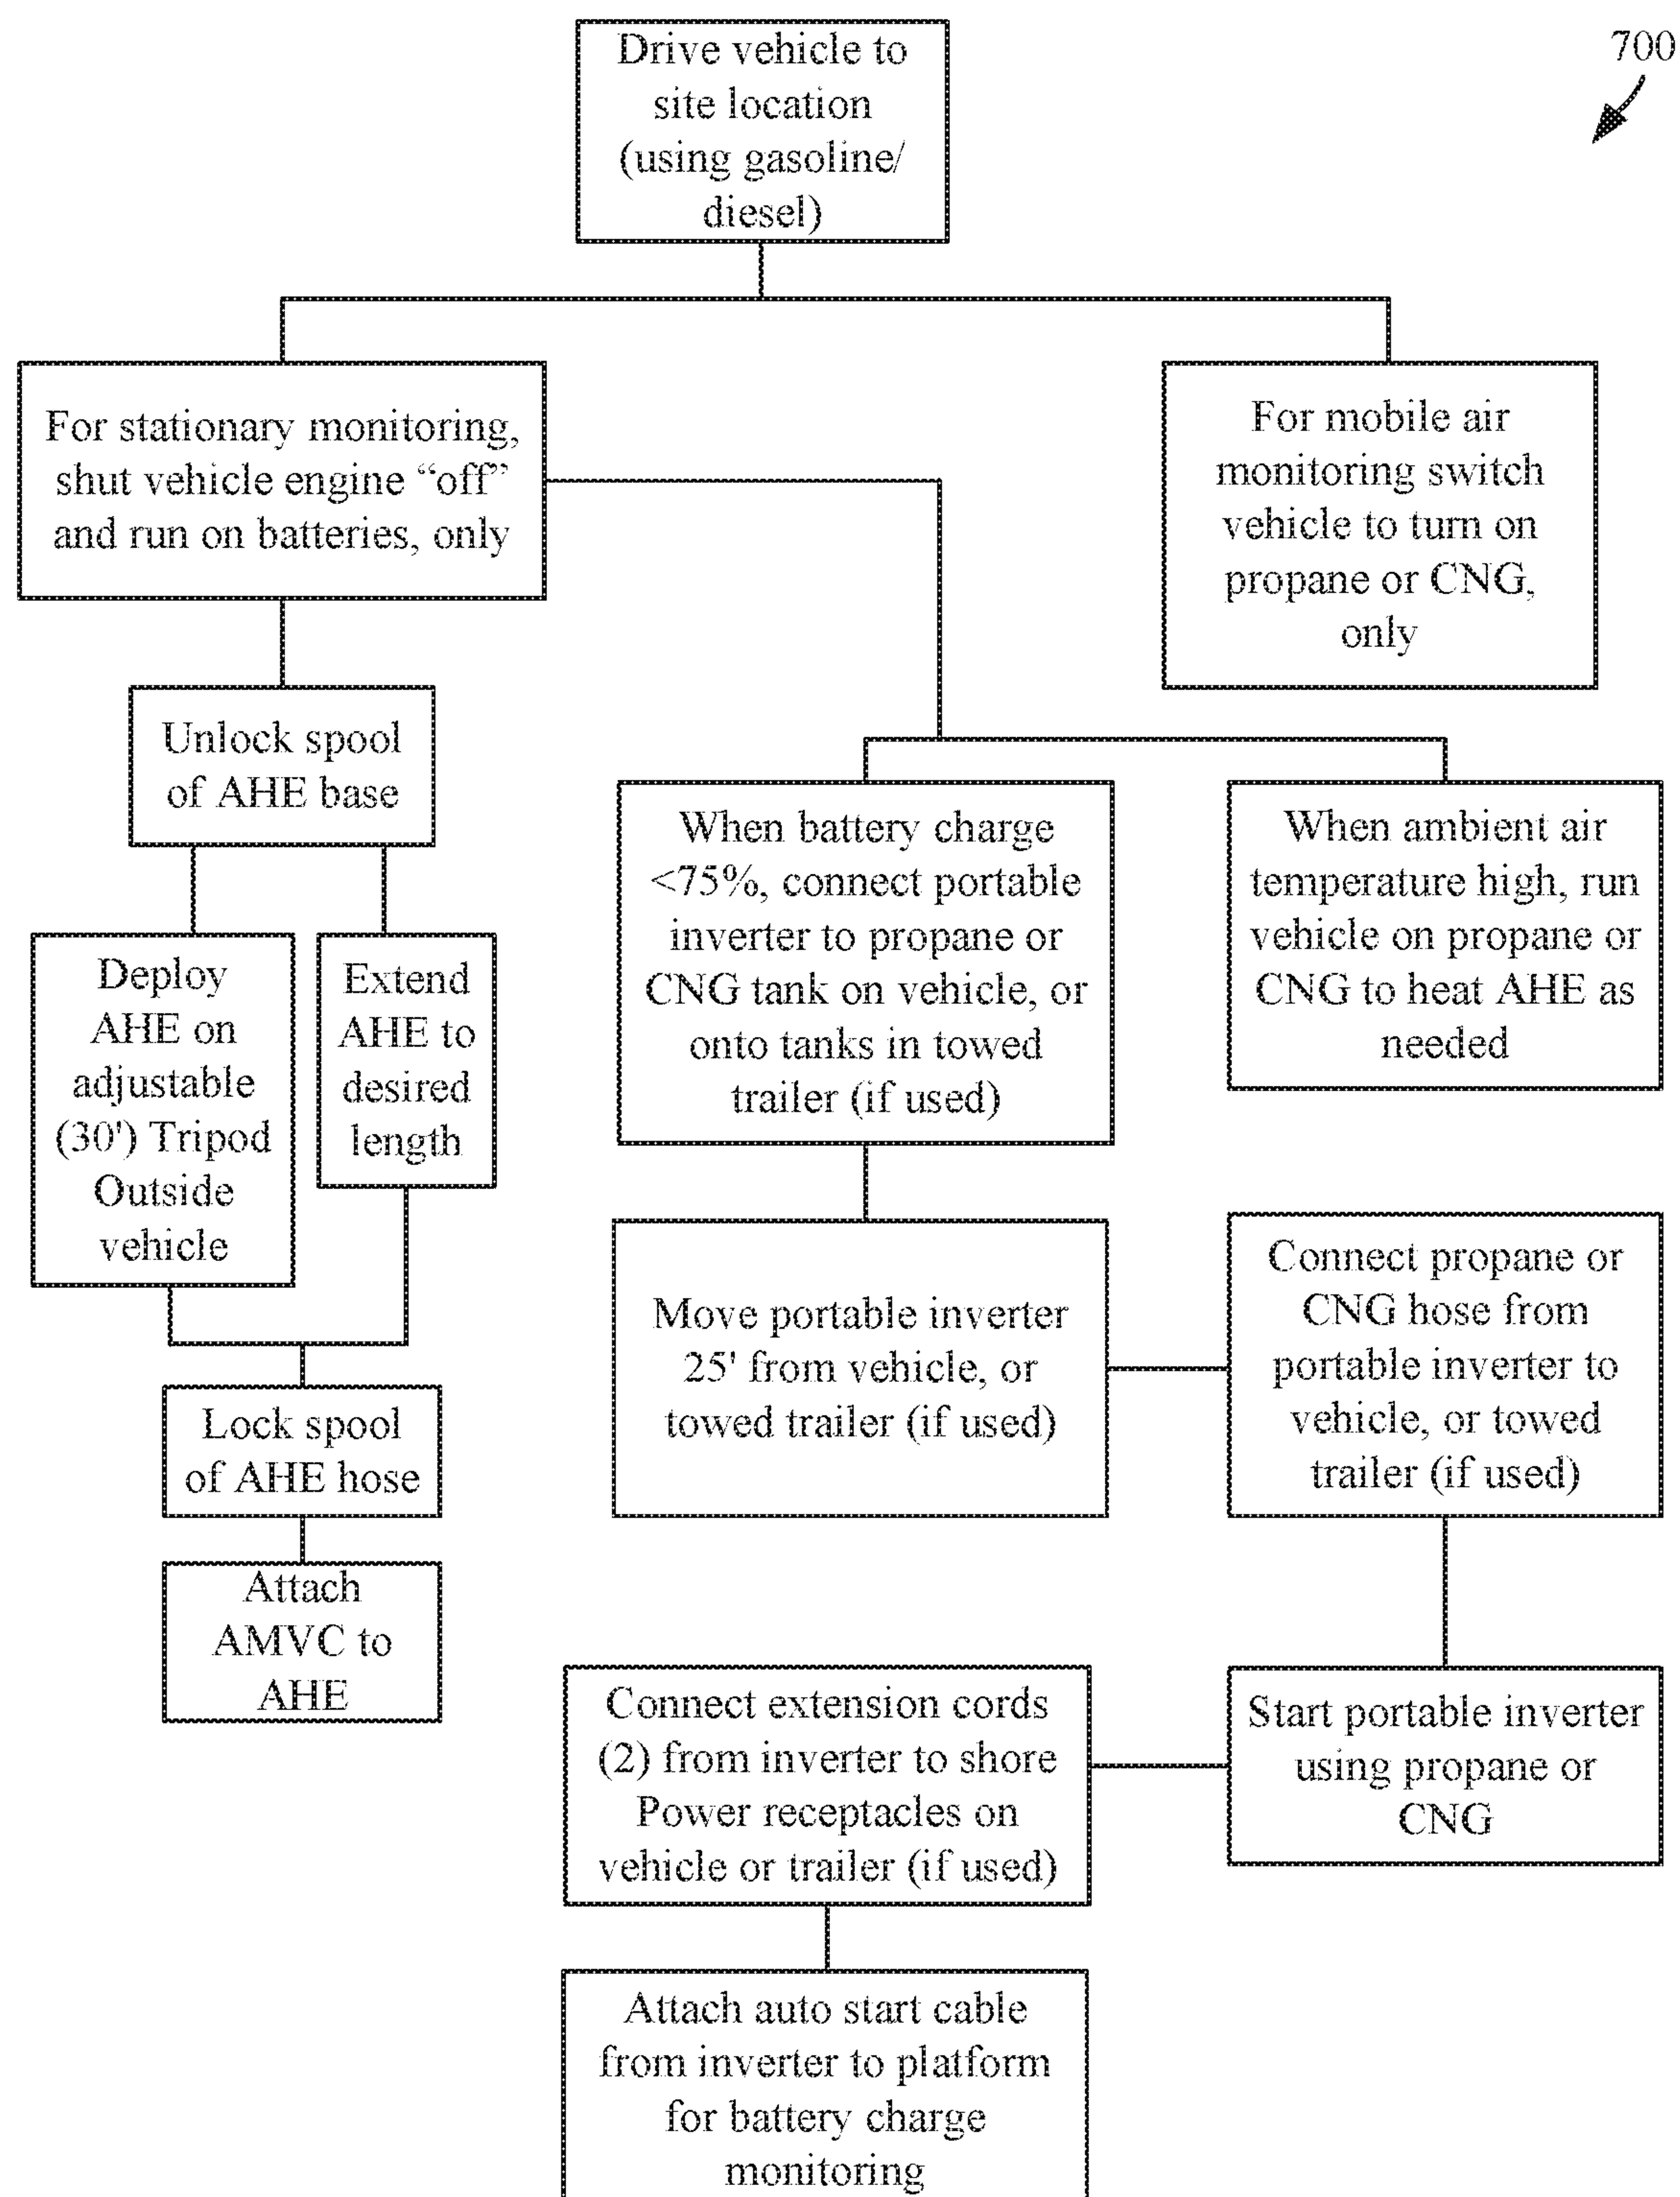 700
Drive vehicle to
site location
(using gasoline/
diesel)
For stationary monitoring,
shut vehicle engine “off”
and run on batteries, only
For mobile air
monitoring switch
vehicle to turn on
propane or CNG,
only
Unlock spool
of AHE base
Deploy
AHE on
adjustable
(30') Tripod
Outside
vehicle
Extend
AHE to
desired
length
Lock spool
of AHE hose
Attach
AMVC to
AHE
When battery charge
<75%, connect portable
inverter to propane or
CNG tank on vehicle, or
onto tanks in towed
trailer (if used)
When ambient air
temperature high, run
vehicle on propane or
CNG to heat AHE as
needed
Move portable inverter
25' from vehicle, or
towed trailer (if used)
Connect propane or
CNG hose from
portable inverter to
vehicle, or towed
trailer (if used)
Start portable inverter
using propane or
CNG
Connect extension cords
(2) from inverter to shore
Power receptacles on
vehicle or trailer (if used)
Attach auto start cable
from inverter to platform
for battery charge
monitoring